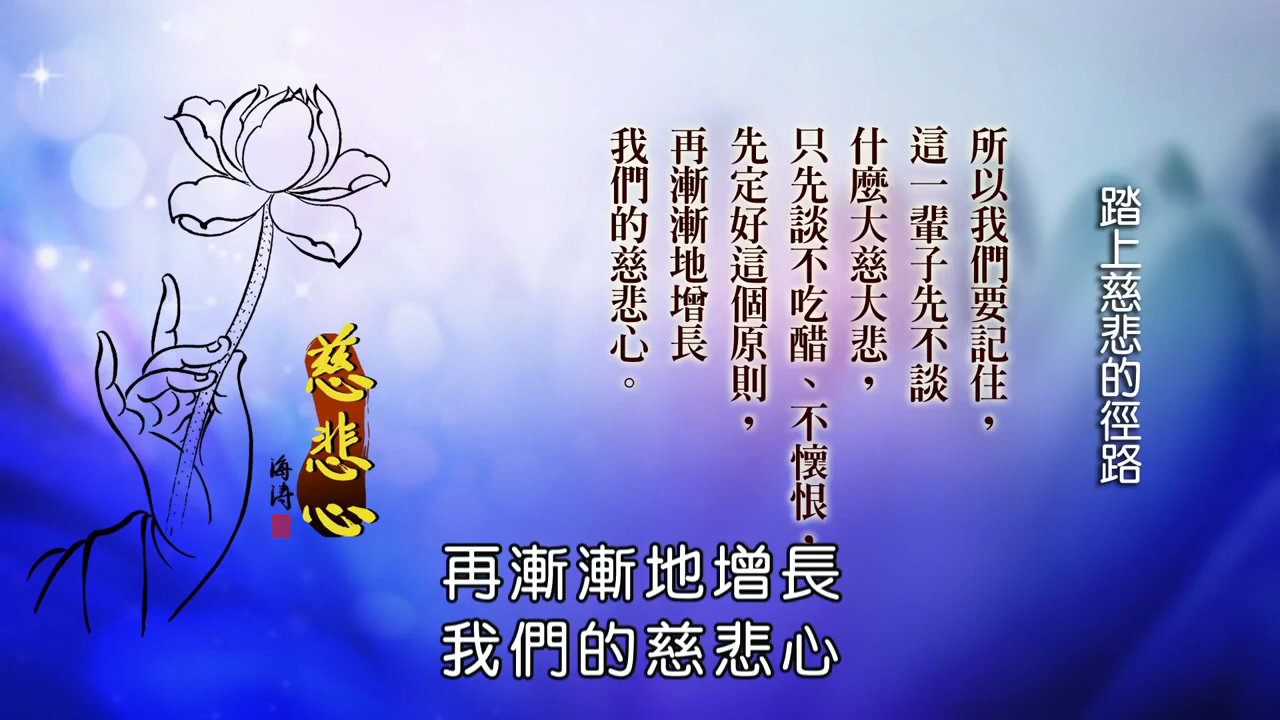 踏上慈悲的徑路
所以我們要記住，
這一輩子先不談
什麼大慈大悲，
只先談不吃醋、不懷恨，
先定好這個原則，
再漸漸地增長
我們的慈悲心。
慈悲心
海濤
再漸漸地增長
我們的慈悲心